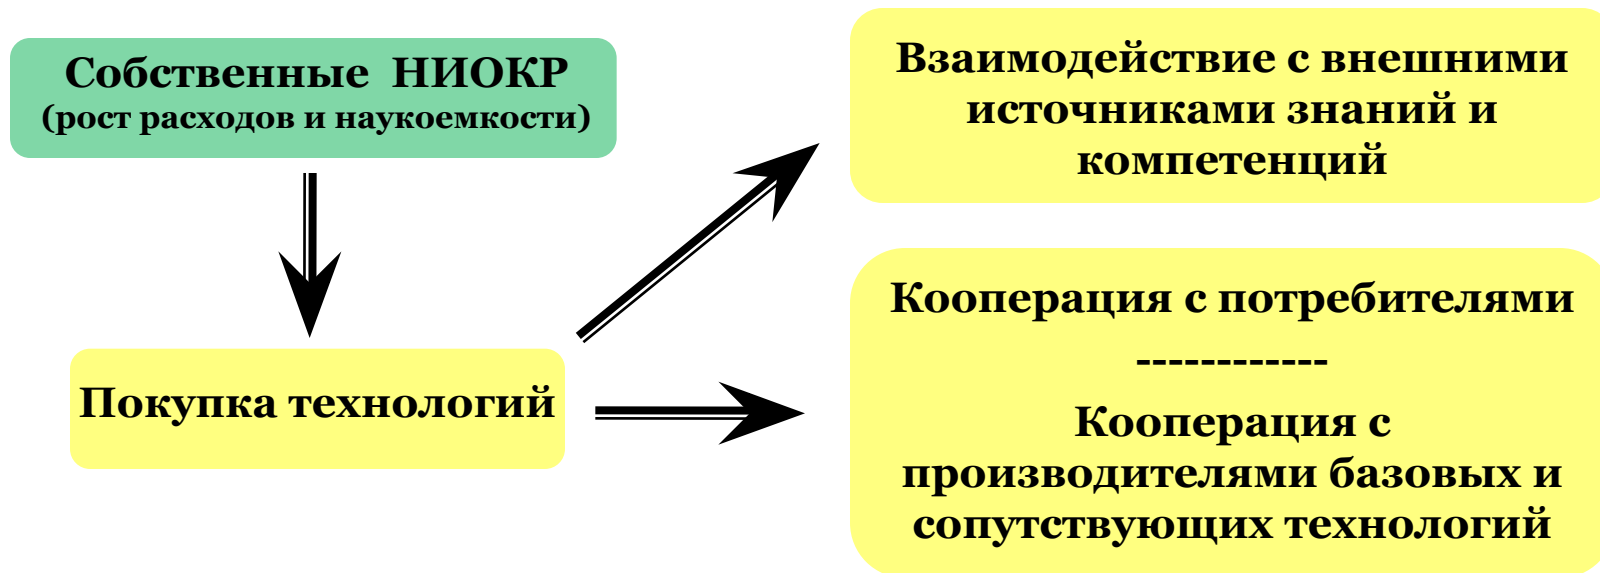 Собственные НИОКР
(рост расходов и наукоемкости)
Покупка технологий
Взаимодействие с внешними
источниками знаний и
компетенций
Кооперация с потребителями
------------
Кооперация с
производителями базовых и
сопутствующих технологий